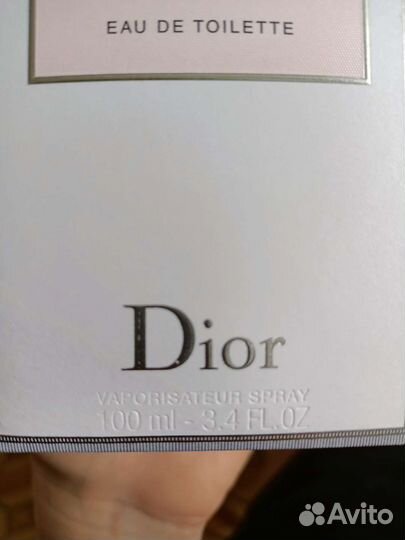 EAU DE TOILETTE
Dior
VAPORISATEUR SPRAY
100 ml - 3.4 FL.OZ
Avito